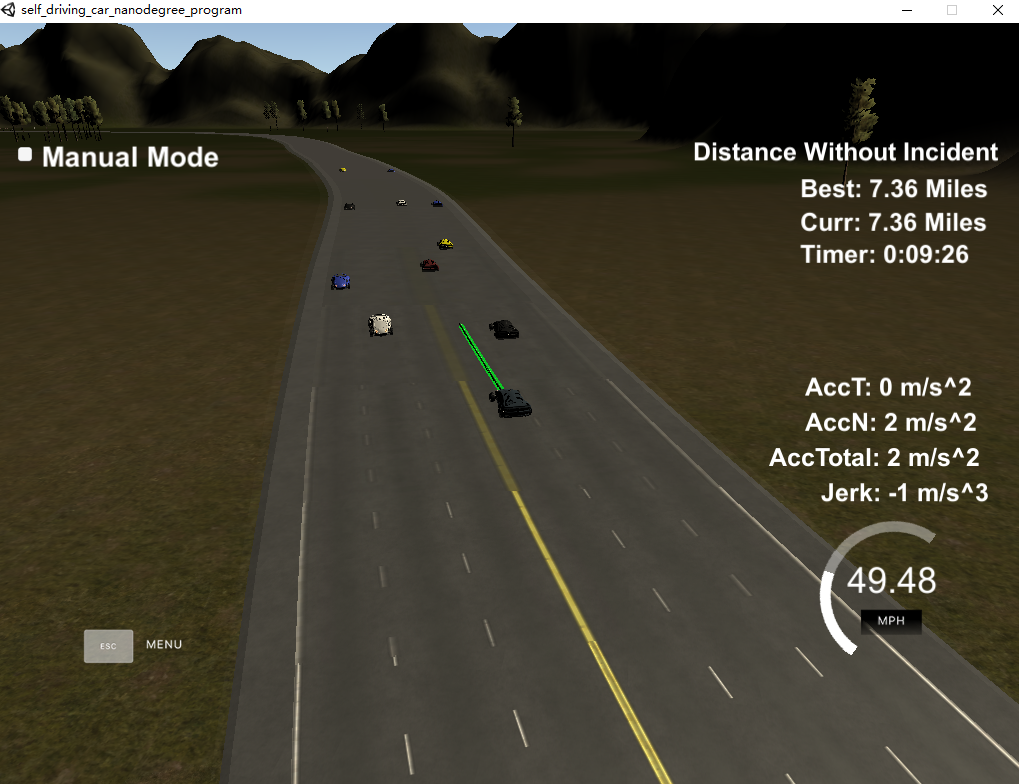 self_driving_car_nanodegree_program
Manual Mode
Distance Without Incident
Best: 7.36 Miles
Curr: 7.36 Miles
Timer: 0:09:26
AccT: 0 m/s^2
AccN: 2 m/s^2
AccTotal: 2 m/s^2
Jerk: -1 m/s^3
49.48
MPH
ESC MENU